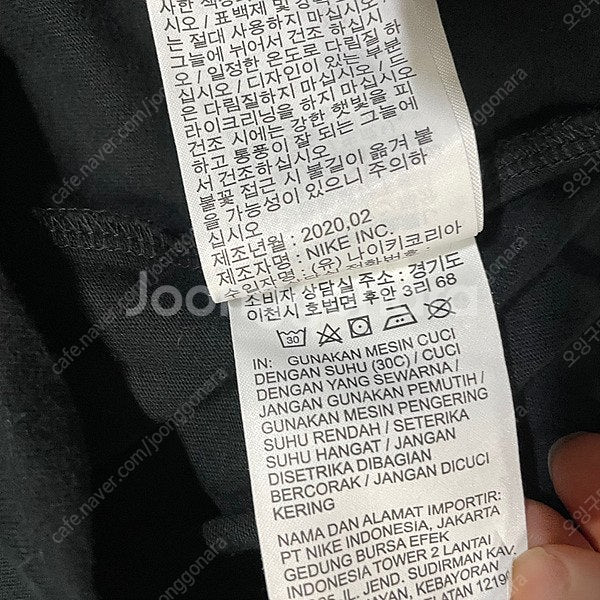 시오 / 표백제 및
는 절대 사용하지 마십시오
그늘에 뉘어서 건조 하십시
오 / 일정한 온도로 다림질 하
십시오 / 디자인이 있는 부분
은 다림질하지 마십시오 / 드
라이크리닝을 하지 마십시오
건조 시에는 강한 햇빛을 피
하고 통풍이 잘 되는 그늘에
서 건조하십시오
불꽃 접근 시 불길이 옮겨 붙
을 가능성이 있으니 주의하
십시오
제조년월 : 2020,02
제조자명 : NIKE INC.
수입자명 : (유) 나이키코리아
소비자 상담실 주소 : 경기도
이천시 호법면 후안 3리 68
30
IN: GUNAKAN MESIN CUCI
DENGAN SUHU (30C) / CUCI
DENGAN YANG SEWARNA /
JANGAN GUNAKAN PEMUTIH /
GUNAKAN MESIN PENGERING
SUHU RENDAH / SETERIKA
SUHU HANGAT / JANGAN
DISETRIKA DIBAGIAN
BERCORAK / JANGAN DICUCI
KERING
NAMA DAN ALAMAT IMPORTIR:
PT NIKE INDONESIA, JAKARTA
GEDUNG BURSA EFEK
INDONESIA TOWER 2 LANTAI
JL. JEND. SUDIRMAN KAV.
KEBAYORAN
cafe.naver.com/joonggonara